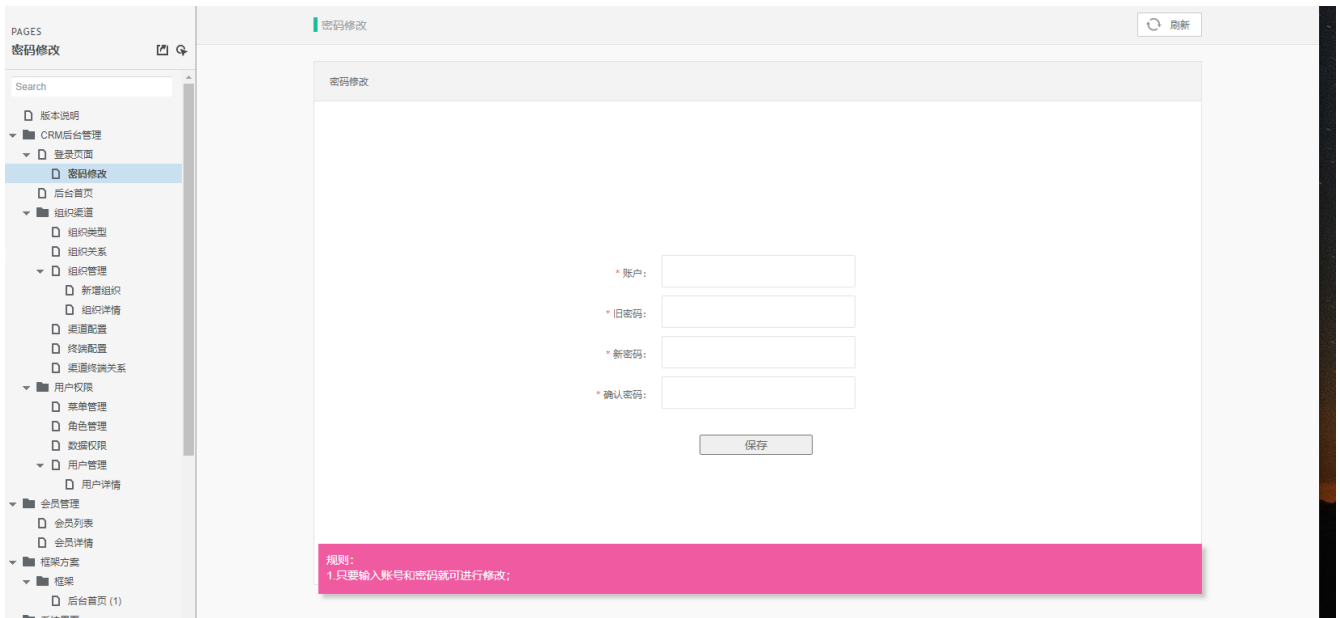 PAGES
密码修改
Search
版本说明
CRM后台管理
登录页面
密码修改
后台首页
组织渠道
组织类型
组织关系
组织管理
新增组织
组织详情
渠道配置
终端配置
渠道终端关系
用户权限
菜单管理
角色管理
数据权限
用户管理
用户详情
会员管理
会员列表
会员详情
框架方案
框架
后台首页 (1)
密码修改
刷新
密码修改
* 账户：
* 旧密码：
* 新密码：
* 确认密码：
保存
规则：
1.只要输入账号和密码就可进行修改；